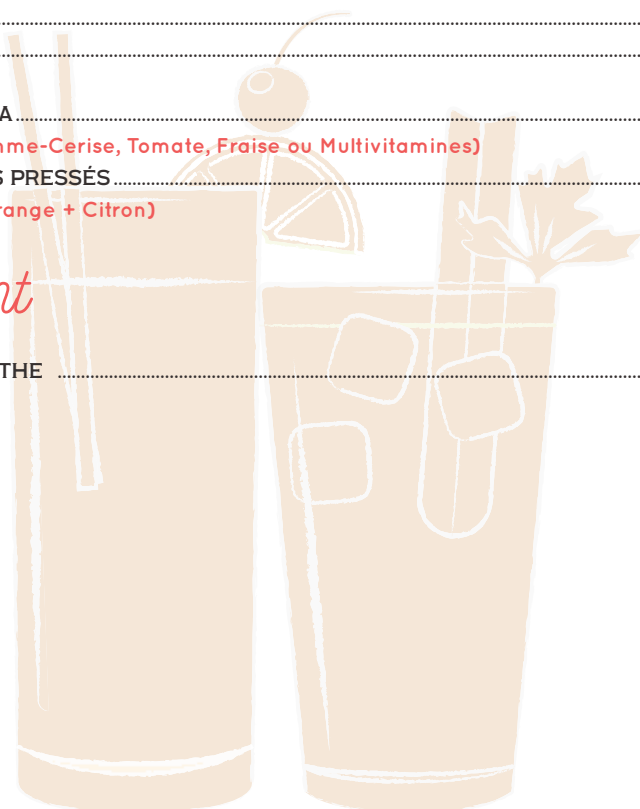 A
mme-Cerise, Tomate, Fraise ou Multivitamines)
S PRESSÉS
range + Citron)
nt
THE